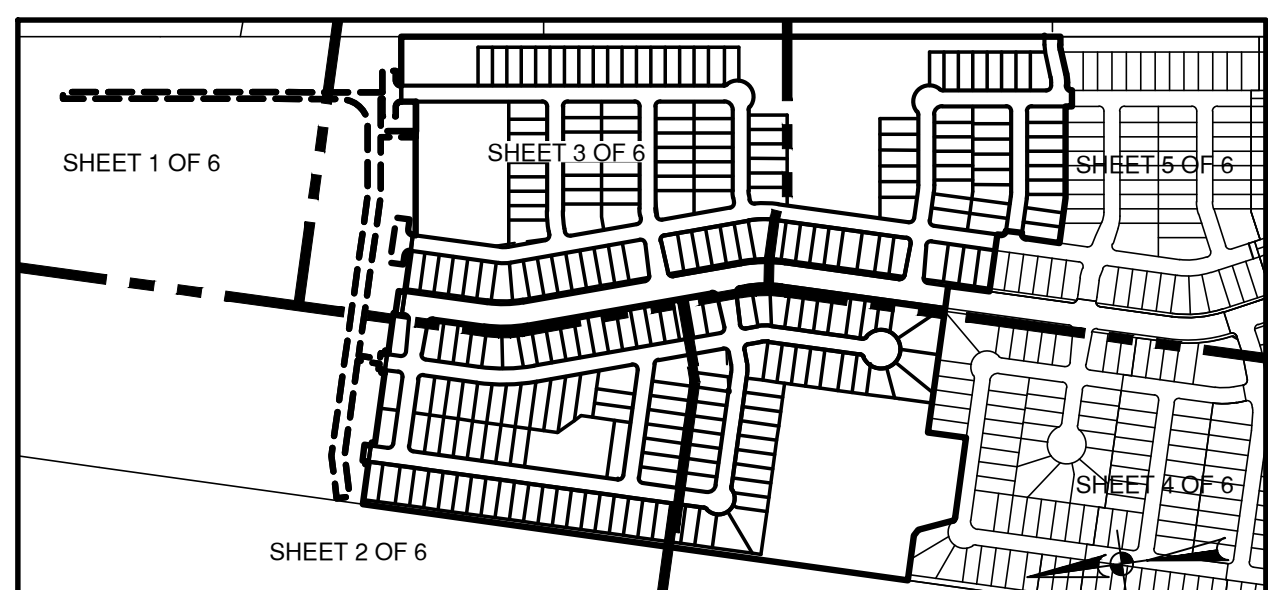 SHEET 1 OF 6
SHEET 3 OF 6
SHEET 5 OF 6
SHEET 4 OF 6
SHEET 2 OF 6